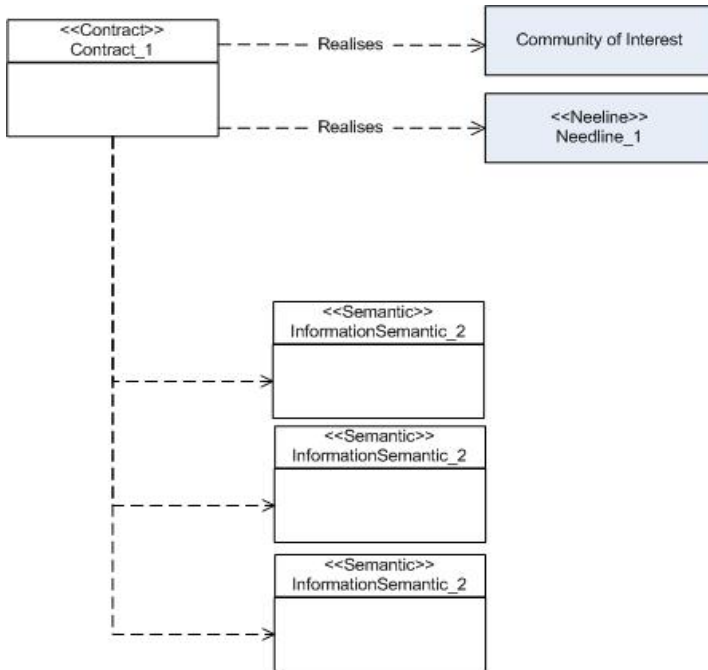 <<Contract>>
Contract_1
Realises
Community of Interest
Realises
<<Neeline>>
Needline_1
<<Semantic>>
InformationSemantic_2
<<Semantic>>
InformationSemantic_2
<<Semantic>>
InformationSemantic_2